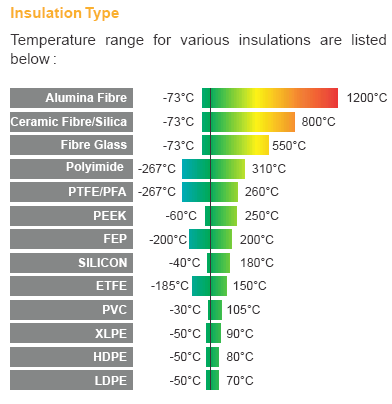 Insulation Type
Temperature range for various insulations are listed
below :
Alumina Fibre -73°C 1200°C
Ceramic Fibre/Silica -73°C 800°C
Fibre Glass -73°C 550°C
Polyimide -267°C 310°C
PTFE/PFA -267°C 260°C
PEEK -60°C 250°C
FEP -200°C 200°C
SILICON -40°C 180°C
ETFE -185°C 150°C
PVC -30°C 105°C
XLPE -50°C 90°C
HDPE -50°C 80°C
LDPE -50°C 70°C